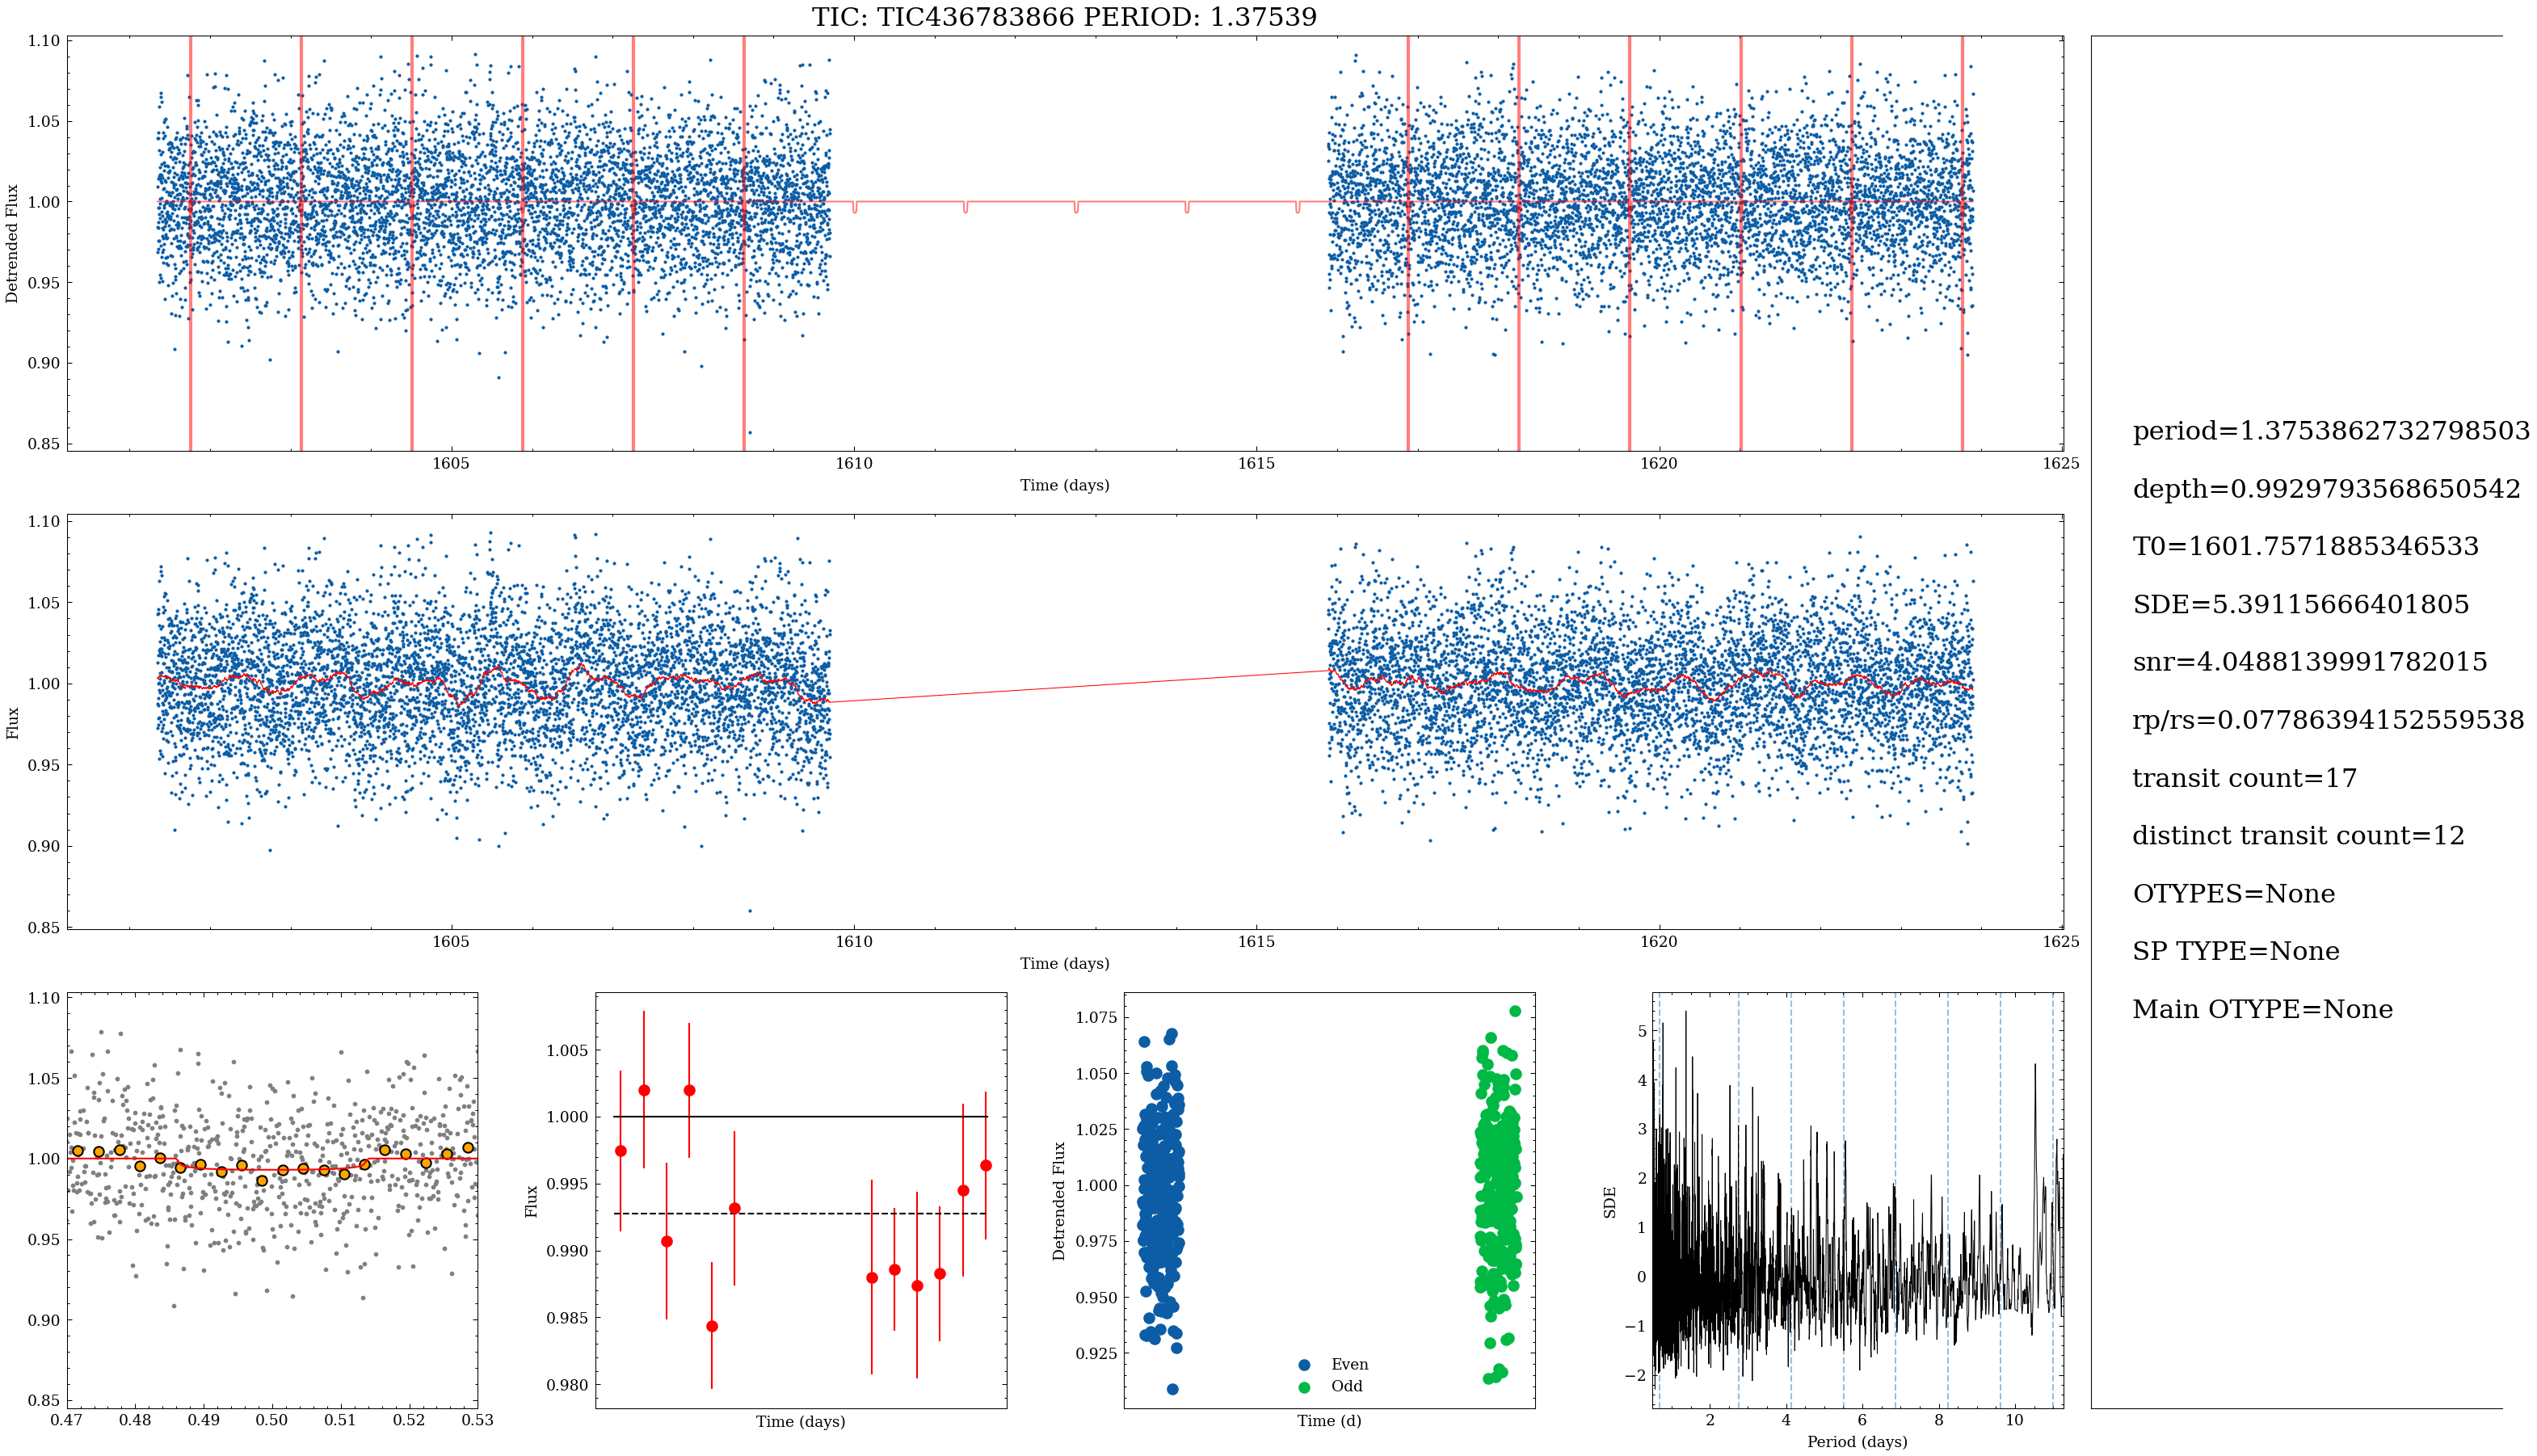 TIC: TIC436783866 PERIOD: 1.37539
1.10
1.05
1.00
0.95
0.90
0.85
Detrended Flux
1605
1610
1615
1620
1625
Time (days)
1.10
1.05
1.00
0.95
0.90
0.85
Flux
1605
1610
1615
1620
1625
Time (days)
1.10
1.05
1.00
0.95
0.90
0.85
0.47
0.48
0.49
0.50
0.51
0.52
0.53
1.005
1.000
0.995
0.990
0.985
0.980
Flux
Time (days)
1.075
1.050
1.025
1.000
0.975
0.950
0.925
Detrended Flux
Even
Odd
Time (d)
5
4
3
2
1
0
−1
−2
SDE
2
4
6
8
10
Period (days)
period=1.3753862732798503
depth=0.9929793568650542
T0=1601.7571885346533
SDE=5.39115666401805
snr=4.0488139991782015
rp/rs=0.07786394152559538
transit count=17
distinct transit count=12
OTYPES=None
SP TYPE=None
Main OTYPE=None